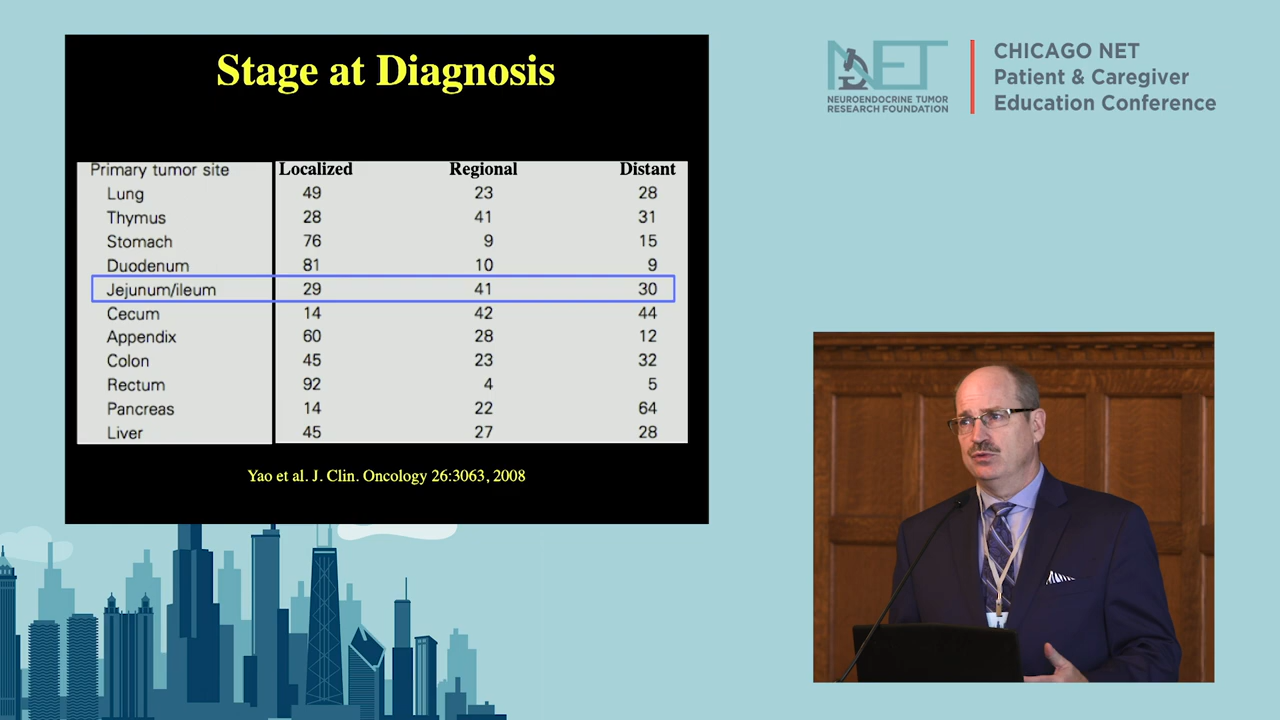 Stage at Diagnosis
Primary tumor site Localized Regional Distant
Lung 49 23 28
Thymus 28 41 31
Stomach 76 9 15
Duodenum 81 10 9
Jejunum/ileum 29 41 30
Cecum 14 42 44
Appendix 60 28 12
Colon 45 23 32
Rectum 92 4 5
Pancreas 14 22 64
Liver 45 27 28
Yao et al. J. Clin. Oncology 26:3063, 2008
NET
NEUROENDOCRINE TUMOR
RESEARCH FOUNDATION
CHICAGO NET
Patient & Caregiver
Education Conference